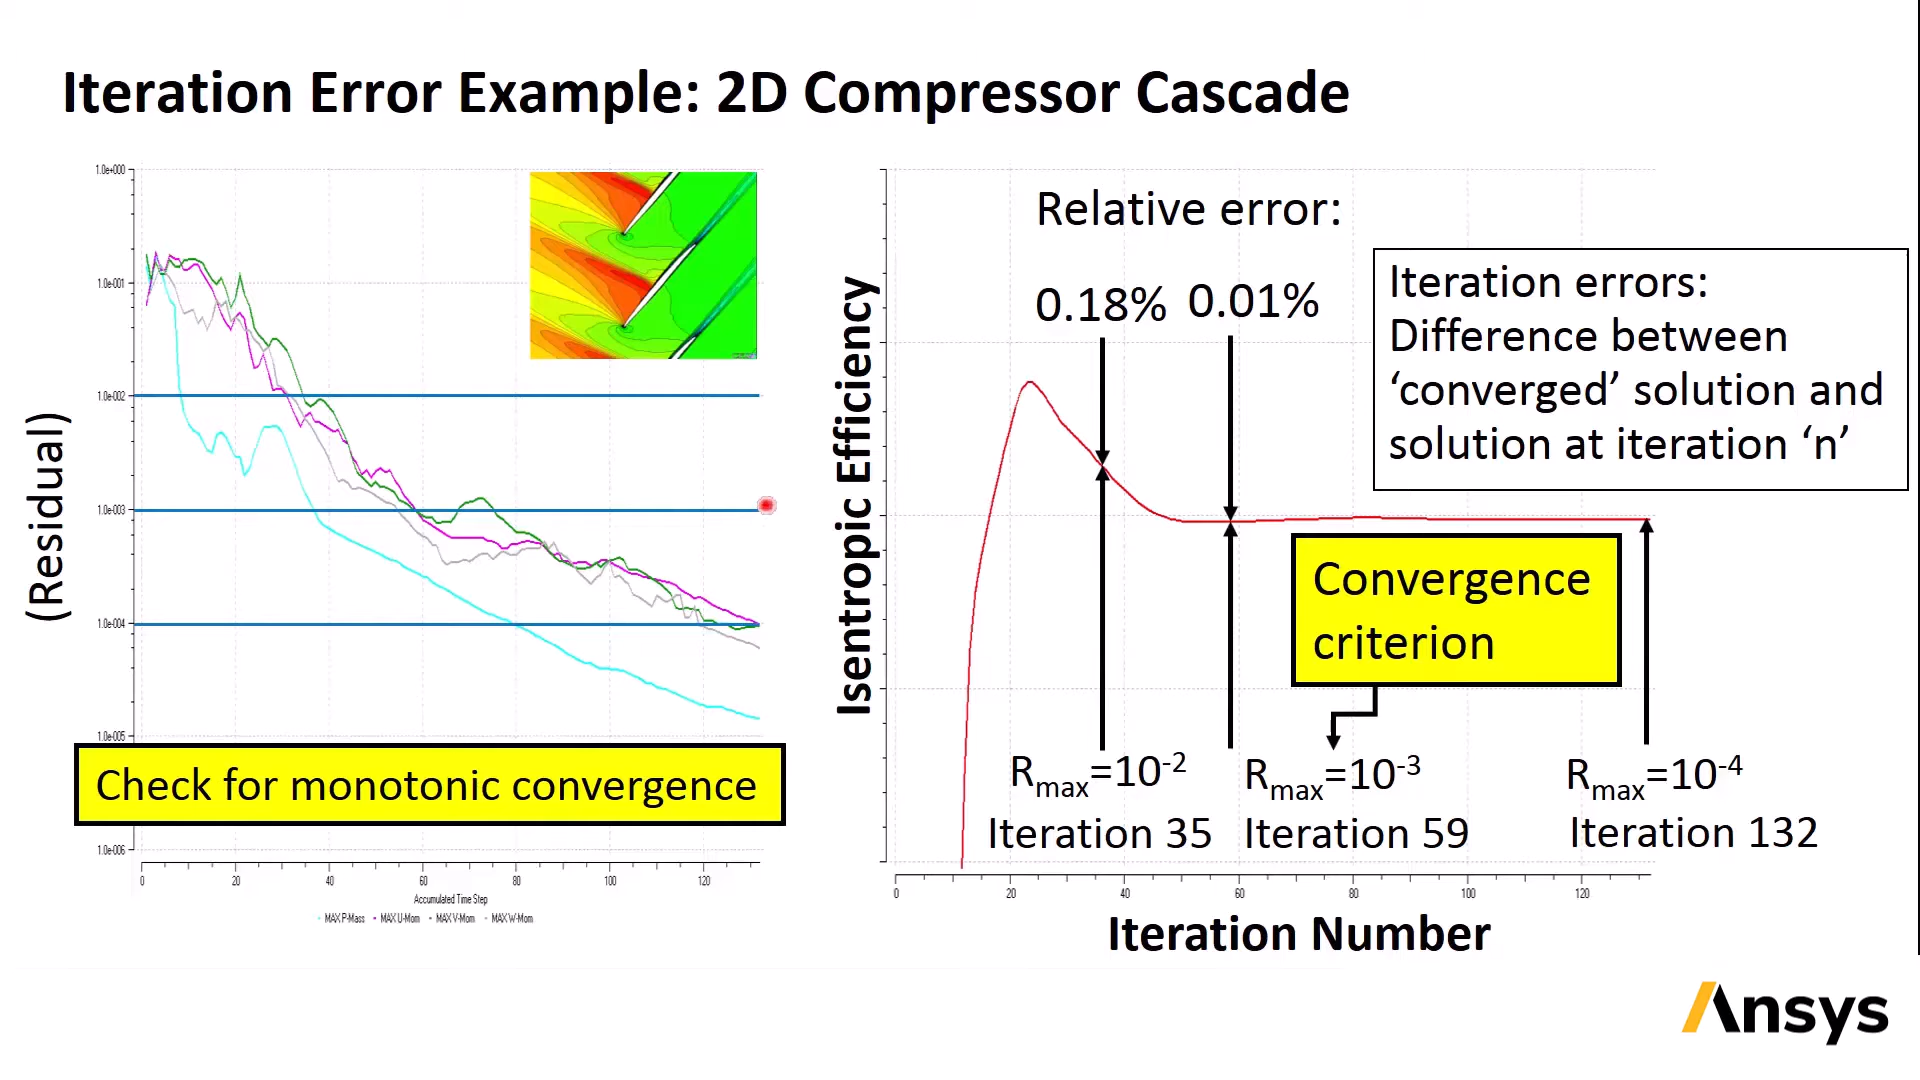 Iteration Error Example: 2D Compressor Cascade
(Residual)
1.0e+000
1.0e-001
1.0e-002
1.0e-003
1.0e-004
1.0e-005
1.0e-006
Check for monotonic convergence
0 20 40 60 80 100 120
Accumulated Time Step
MAX P-Mass MAX U-Mom MAX V-Mom MAX W-Mom
Isentropic Efficiency
Relative error:
0.18% 0.01%
Iteration errors:
Difference between
‘converged’ solution and
solution at iteration ‘n’
Convergence
criterion
Rmax=10-2
Iteration 35
Rmax=10-3
Iteration 59
Rmax=10-4
Iteration 132
0 20 40 60 80 100 120
Iteration Number
Ansys